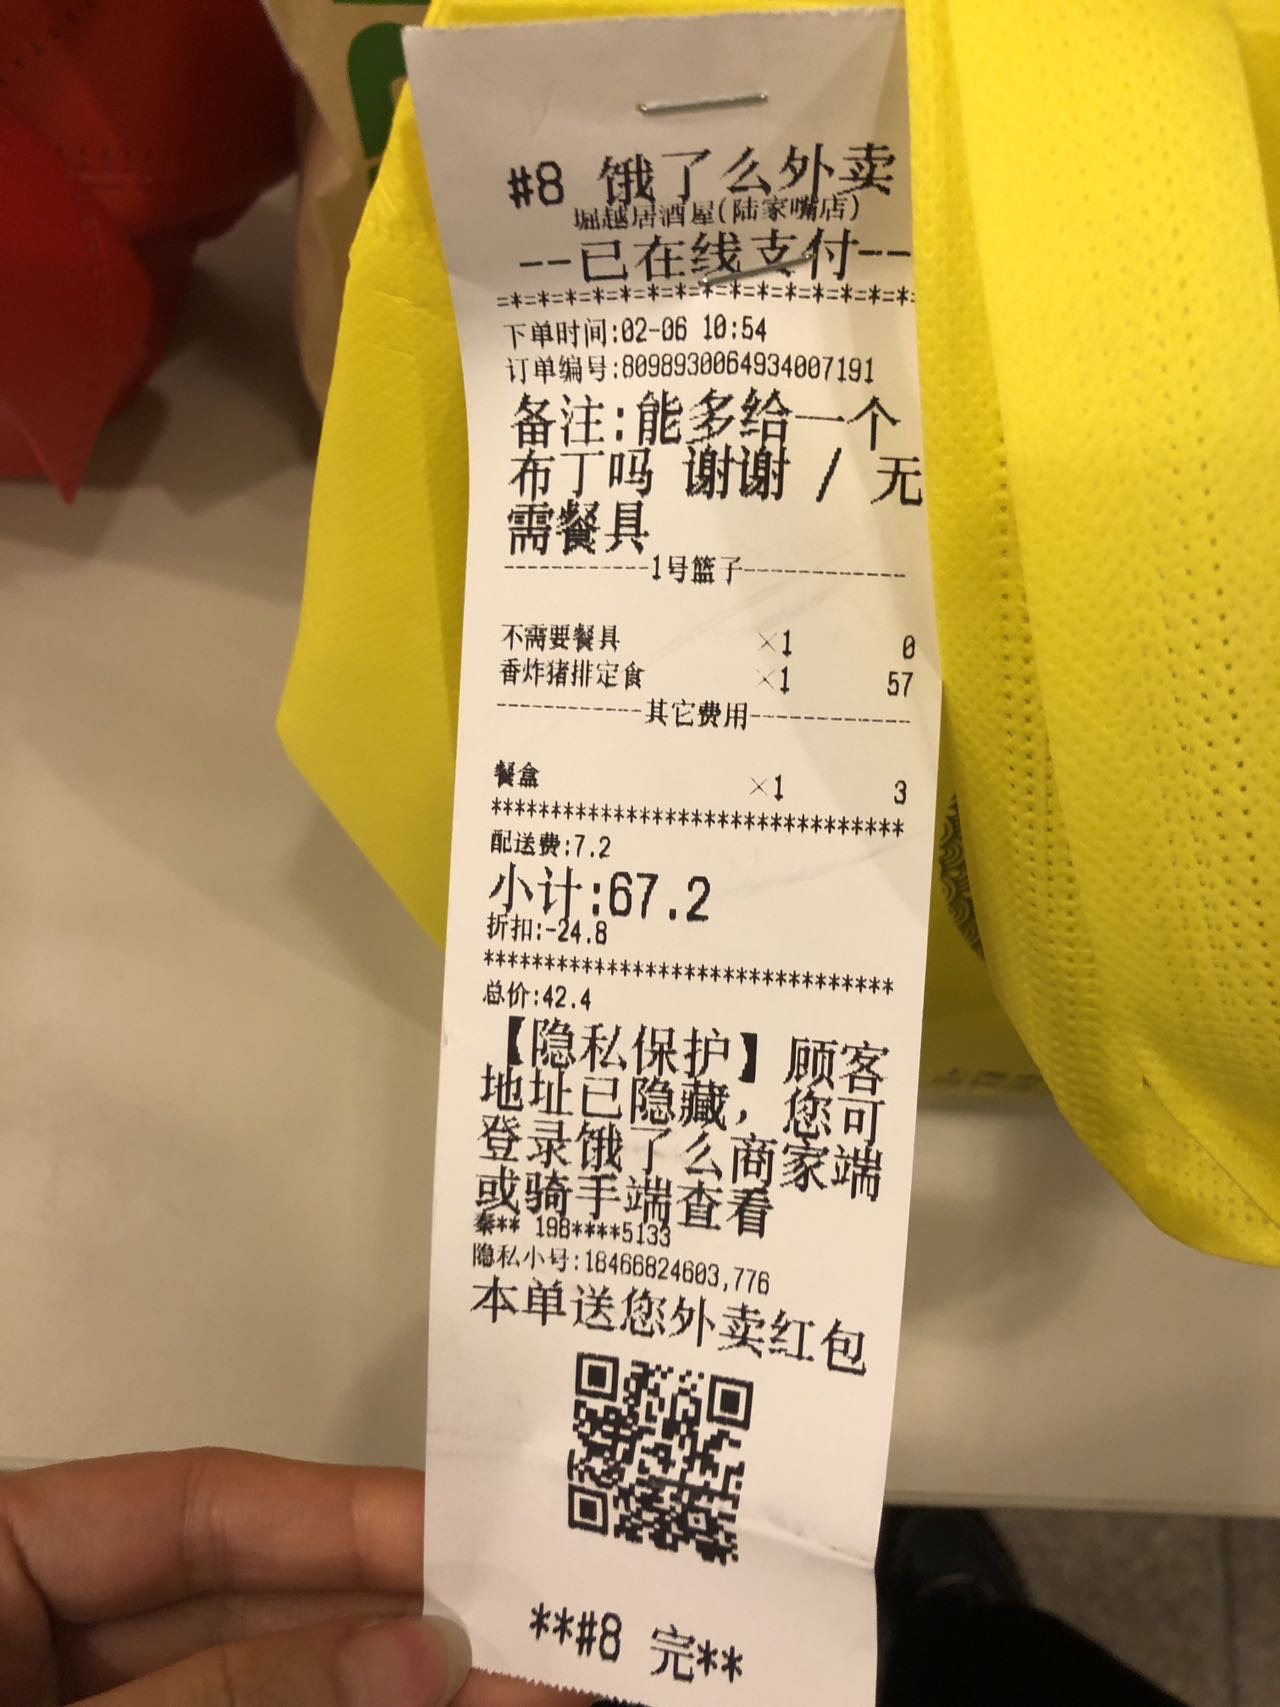 #8 饿了么外卖
堀越居酒屋(陆家嘴店)
--已在线支付--
=*=*=*=*=*=*=*=*=*=*=*=*=*=*=*=
下单时间:02-06 10:54
订单编号:8098930064934007191
备注:能多给一个
布丁吗 谢谢 / 无
需餐具
------------1号篮子-------------
不需要餐具 ×1 0
香炸猪排定食 ×1 57
------------其它费用-------------
餐盒 ×1 3
********************************
配送费:7.2
小计:67.2
折扣:-24.8
********************************
总价:42.4
【隐私保护】顾客
地址已隐藏，您可
登录饿了么商家端
或骑手端查看
秦** 198****5133
隐私小号:18466824603,776
本单送您外卖红包
**#8 完**